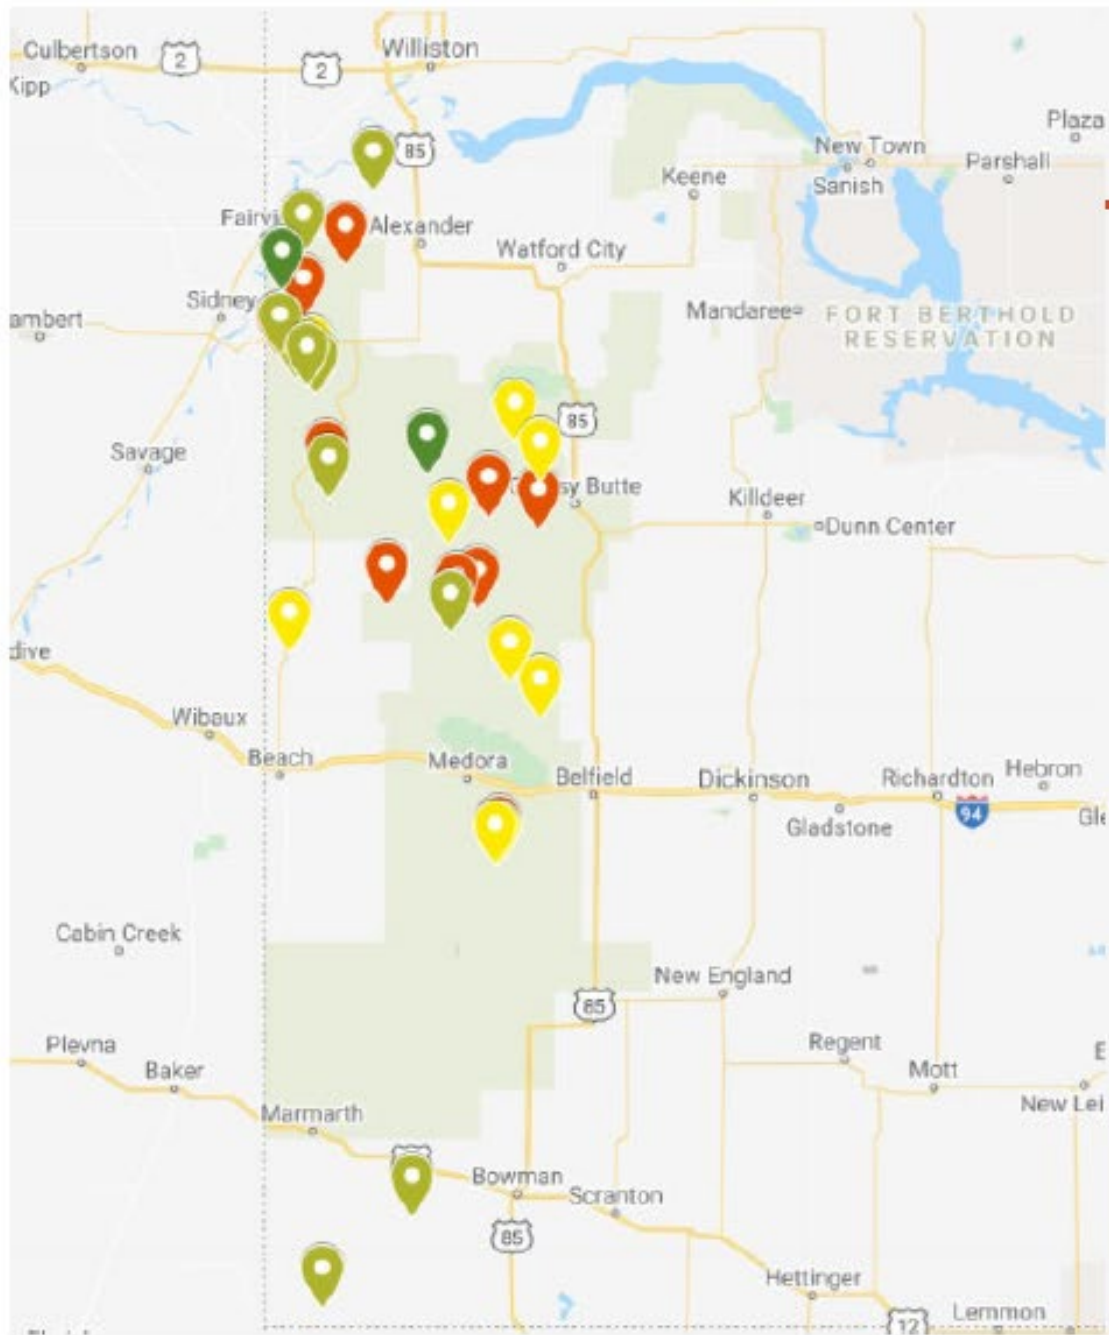 Culbertson
2
2
Williston
Kipp
85
Plaza
New Town
Parshall
Keene
Sanish
Fairvi
Alexander
Watford City
Sidney
Mandaree
FORT BERTHOLD
RESERVATION
ambert
85
Savage
sy Butte
Killdeer
Dunn Center
dive
Wibaux
Beach
Medora
Belfield
Dickinson
Richardton
Hebron
94
Gladstone
Gle
Cabin Creek
New England
85
Plevna
Regent
E
Baker
Mott
New Lei
Marmarth
Bowman
Scranton
85
Hettinger
Lemmon
12